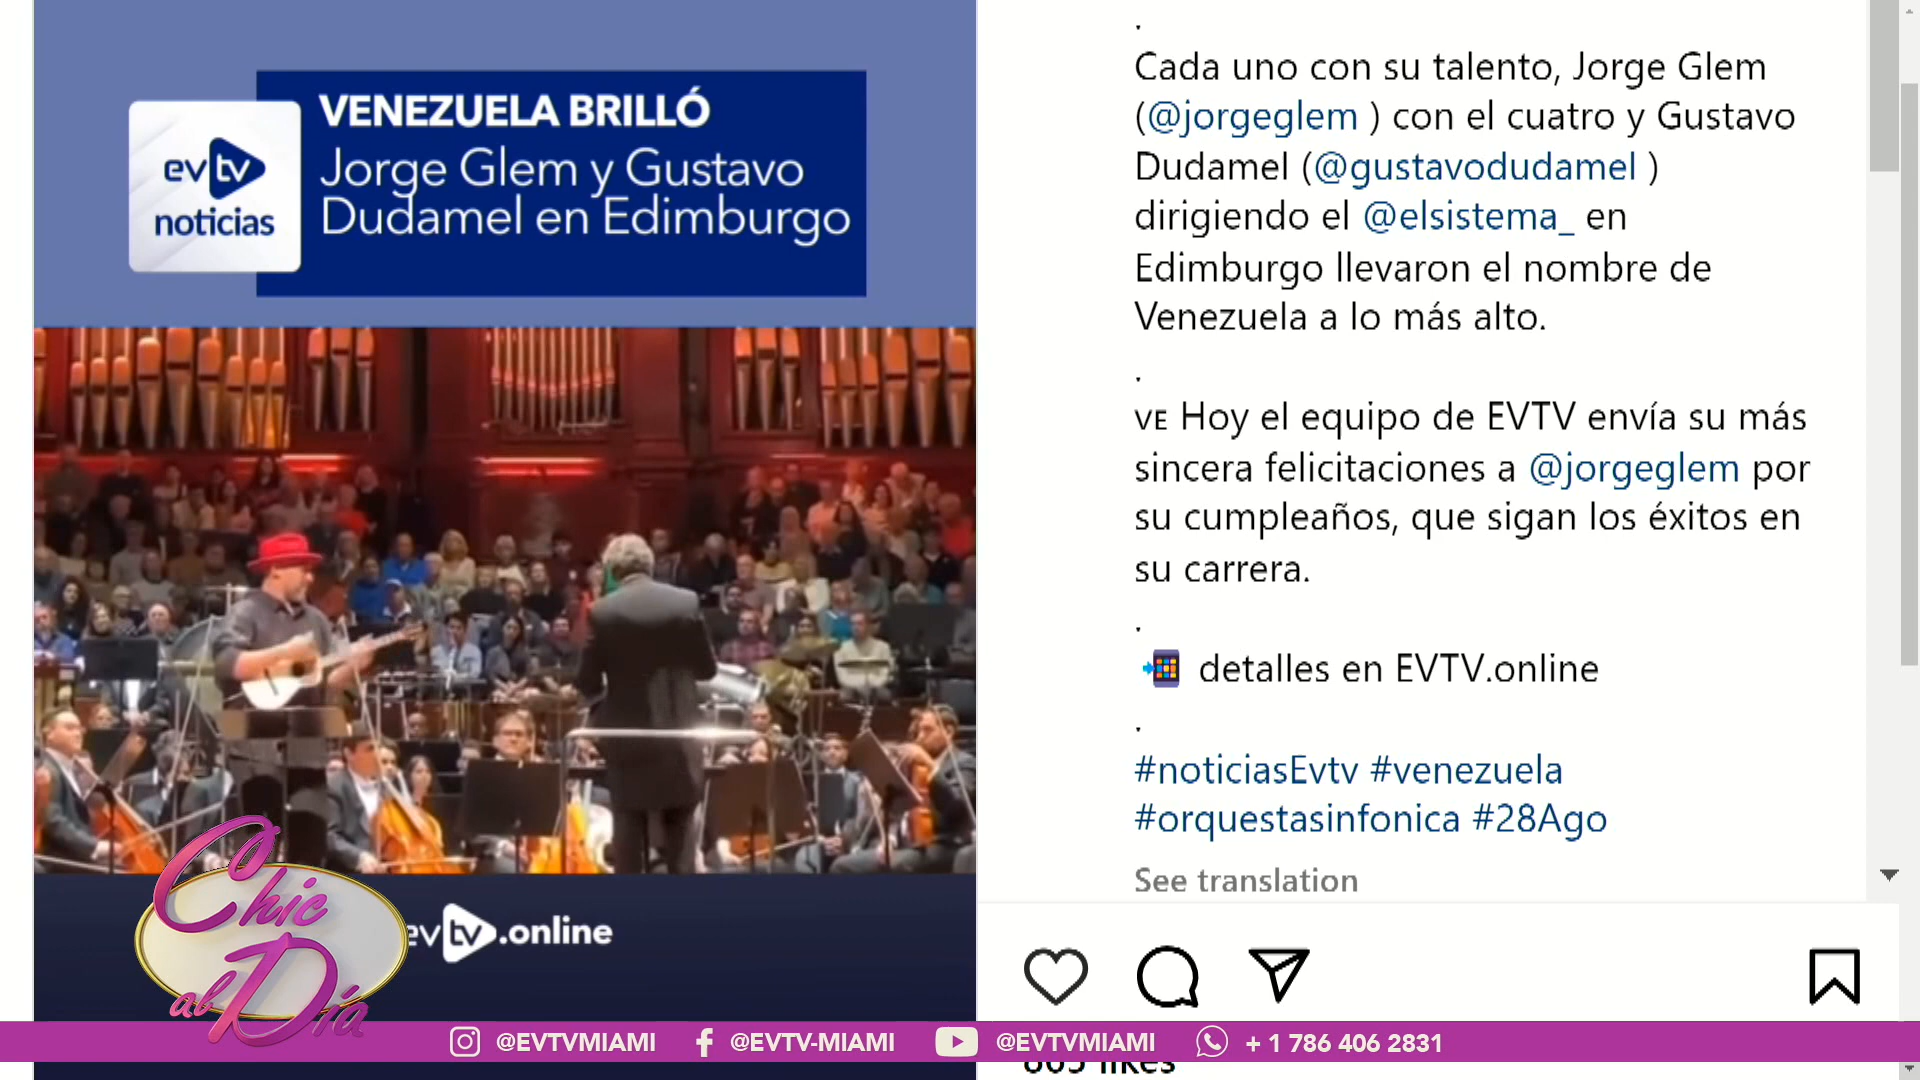 VENEZUELA BRILLÓ
Jorge Glem y Gustavo
Dudamel en Edimburgo
evtv
noticias
evtv.online
Chic
al Día
.
Cada uno con su talento, Jorge Glem
(@jorgeglem ) con el cuatro y Gustavo
Dudamel (@gustavodudamel )
dirigiendo el @elsistema_ en
Edimburgo llevaron el nombre de
Venezuela a lo más alto.
.
VE Hoy el equipo de EVTV envía su más
sincera felicitaciones a @jorgeglem por
su cumpleaños, que sigan los éxitos en
su carrera.
.
detalles en EVTV.online
.
#noticiasEvtv #venezuela
#orquestasinfonica #28Ago
See translation
@EVTVMIAMI @EVTV-MIAMI @EVTVMIAMI + 1 786 406 2831
likes